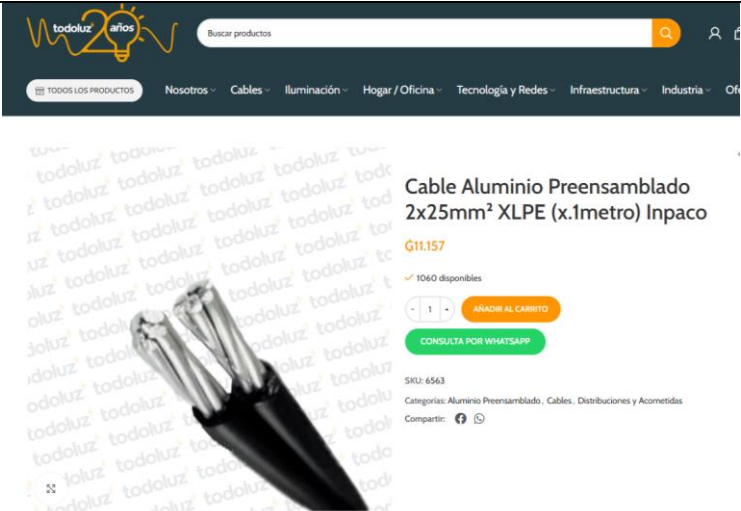 todoluz 20 años
Buscar productos
TODOS LOS PRODUCTOS
Nosotros
Cables
Iluminación
Hogar / Oficina
Tecnología y Redes
Infraestructura
Industria
Ofe
todoluz
Cable Aluminio Preensamblado
2x25mm² XLPE (x.1metro) Inpaco
₲11.157
1060 disponibles
- 1 +
AÑADIR AL CARRITO
CONSULTA POR WHATSAPP
SKU: 6563
Categorías: Aluminio Preensamblado, Cables, Distribuciones y Acometidas
Compartir: